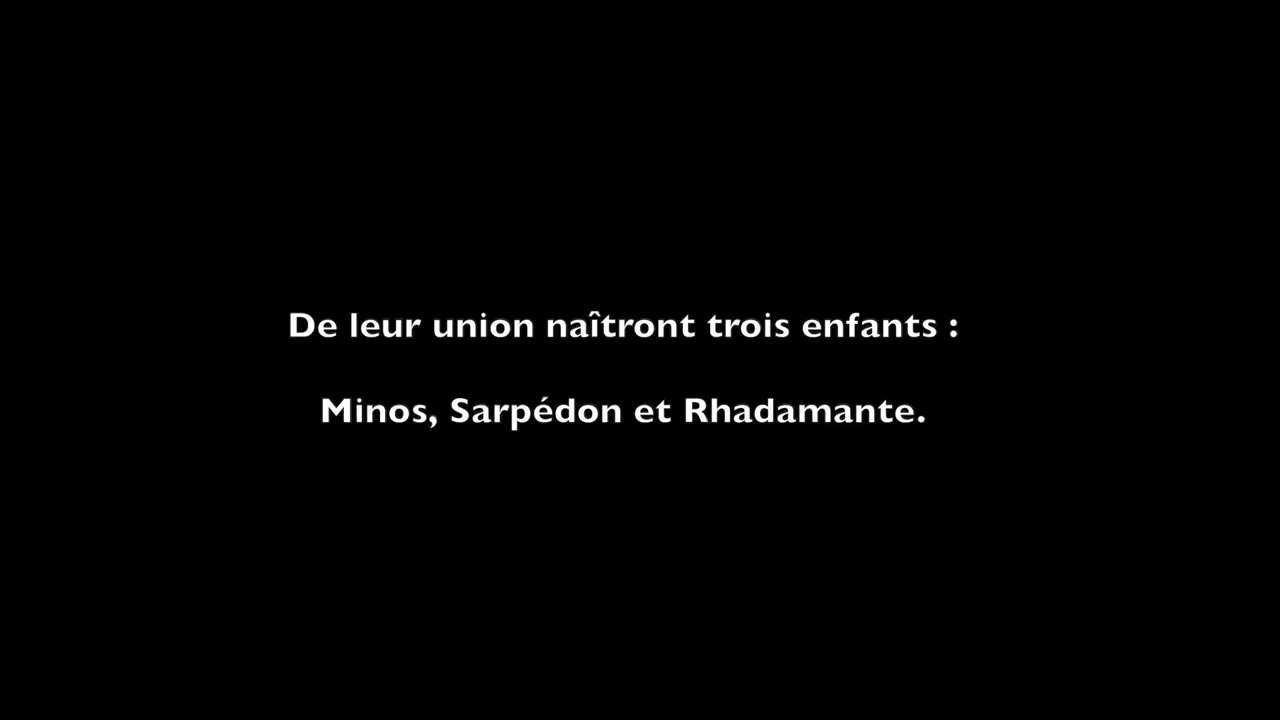 De leur union naîtront trois enfants :
Minos, Sarpédon et Rhadamante.